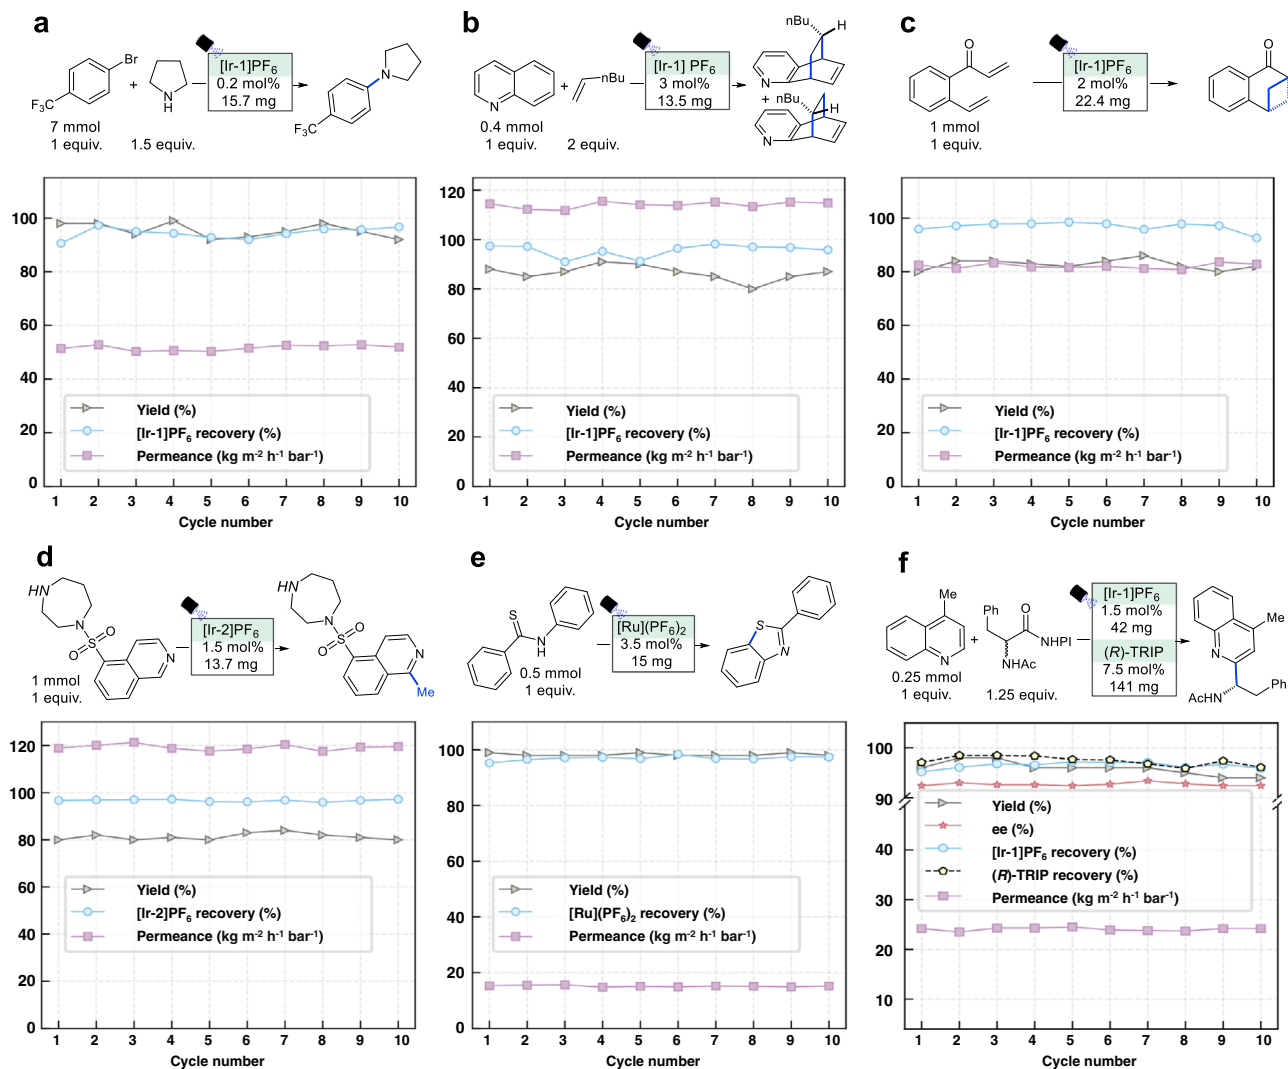 a
Br
F3C
7 mmol
1 equiv.
+
N
H
1.5 equiv.
[Ir-1]PF6
0.2 mol%
15.7 mg
N
F3C
100
80
60
40
20
0
Yield (%)
[Ir-1]PF6 recovery (%)
Permeance (kg m-2 h-1 bar-1)
1 2 3 4 5 6 7 8 9 10
Cycle number
b
N
0.4 mmol
1 equiv.
+
nBu
2 equiv.
[Ir-1] PF6
3 mol%
13.5 mg
nBu
H
N
+
nBu
H
N
120
100
80
60
40
20
0
Yield (%)
[Ir-1]PF6 recovery (%)
Permeance (kg m-2 h-1 bar-1)
1 2 3 4 5 6 7 8 9 10
Cycle number
c
O
1 mmol
1 equiv.
[Ir-1]PF6
2 mol%
22.4 mg
O
100
80
60
40
20
0
Yield (%)
[Ir-1]PF6 recovery (%)
Permeance (kg m-2 h-1 bar-1)
1 2 3 4 5 6 7 8 9 10
Cycle number
d
HN
N
O
S
O
N
1 mmol
1 equiv.
[Ir-2]PF6
1.5 mol%
13.7 mg
HN
N
O
S
O
N
Me
120
100
80
60
40
20
0
Yield (%)
[Ir-2]PF6 recovery (%)
Permeance (kg m-2 h-1 bar-1)
1 2 3 4 5 6 7 8 9 10
Cycle number
e
S
N
H
0.5 mmol
1 equiv.
[Ru](PF6)2
3.5 mol%
15 mg
S
N
100
80
60
40
20
0
Yield (%)
[Ru](PF6)2 recovery (%)
Permeance (kg m-2 h-1 bar-1)
1 2 3 4 5 6 7 8 9 10
Cycle number
f
Me
N
0.25 mmol
1 equiv.
+
Ph
O
NHPI
NHAc
1.25 equiv.
[Ir-1]PF6
1.5 mol%
42 mg
(R)-TRIP
7.5 mol%
141 mg
Me
N
AcHN
Ph
100
90
40
30
20
10
Yield (%)
ee (%)
[Ir-1]PF6 recovery (%)
(R)-TRIP recovery (%)
Permeance (kg m-2 h-1 bar-1)
1 2 3 4 5 6 7 8 9 10
Cycle number